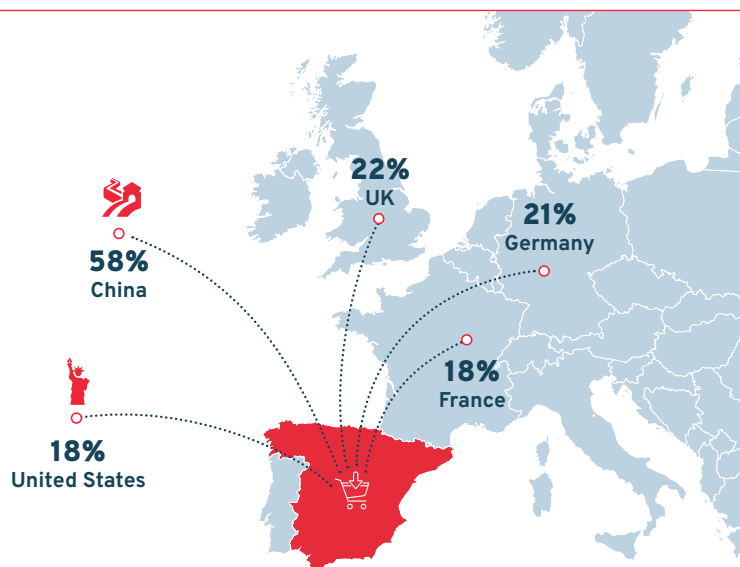 22%
UK
21%
Germany
58%
China
18%
France
18%
United States